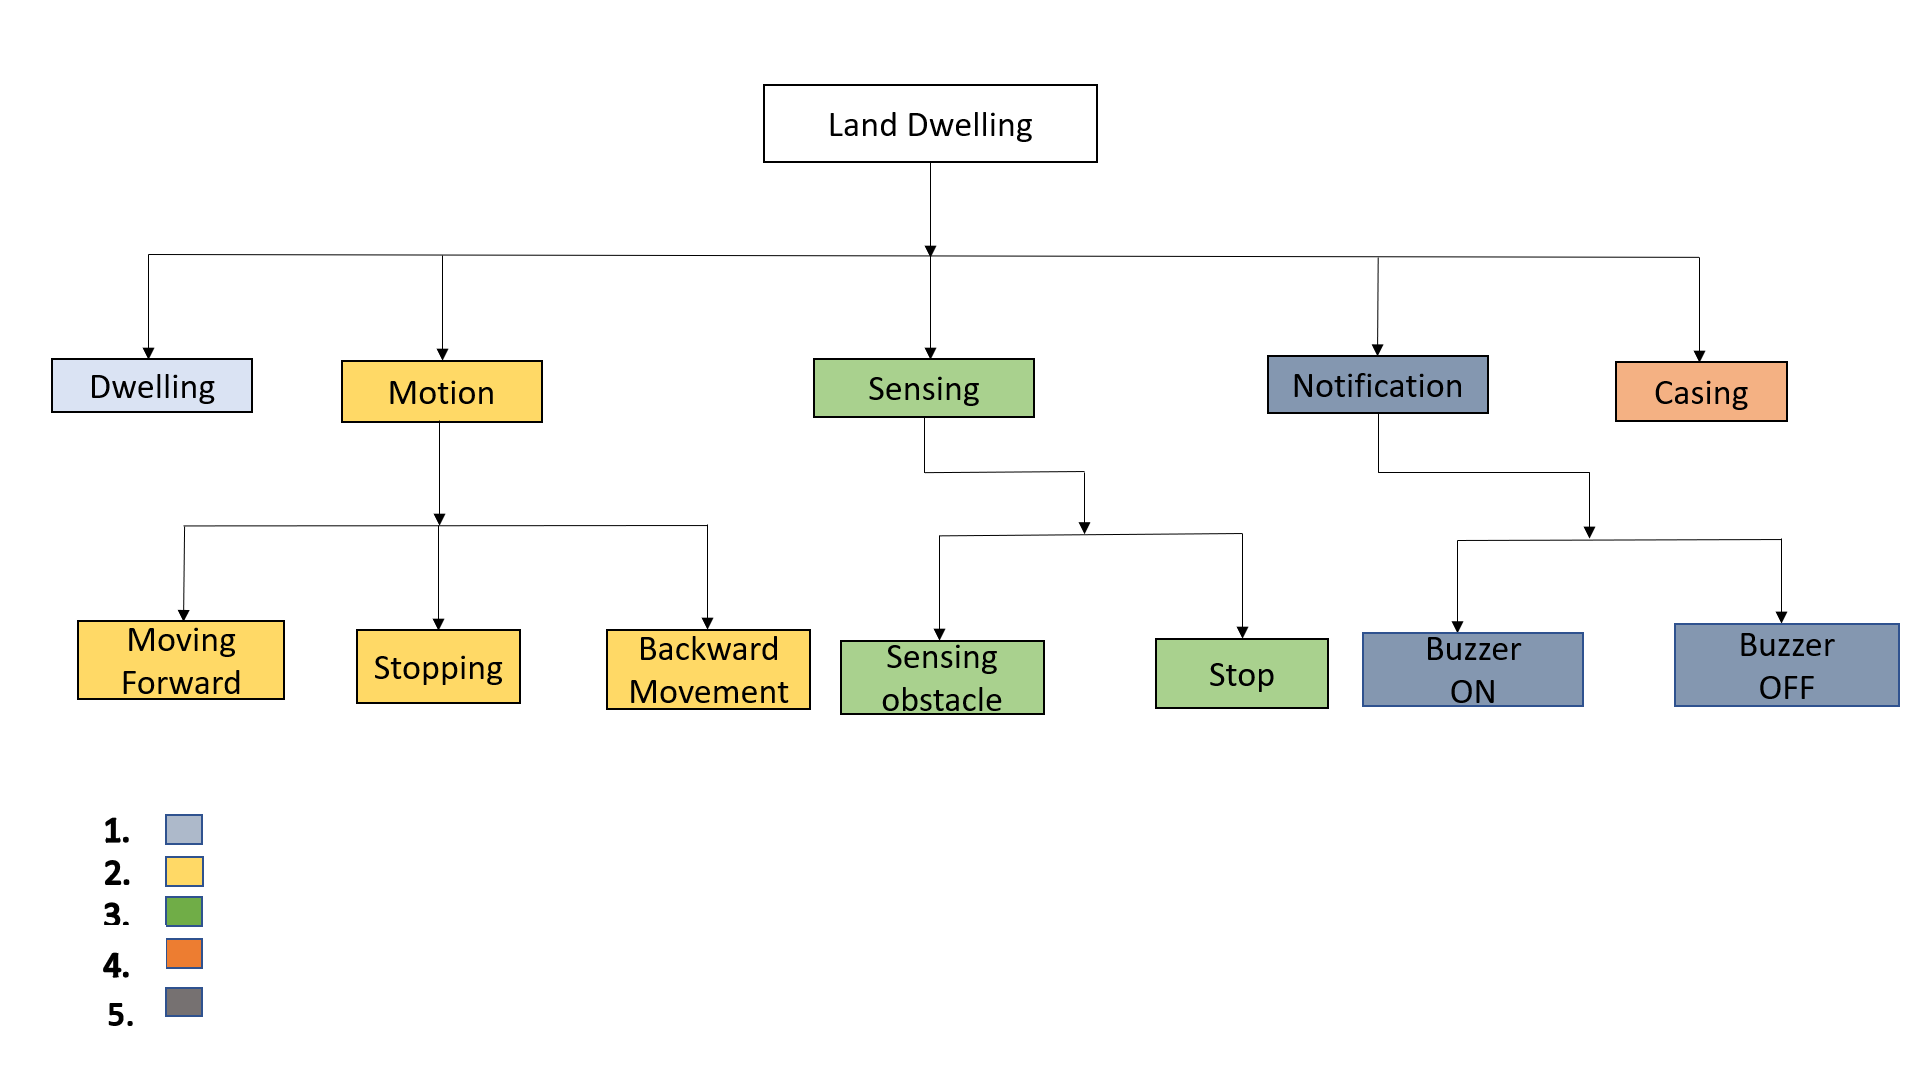 Land Dwelling
Dwelling
Motion
Sensing
Notification
Casing
Moving
Forward
Stopping
Backward
Movement
Sensing
obstacle
Stop
Buzzer
ON
Buzzer
OFF
1.
2.
3.
4.
5.